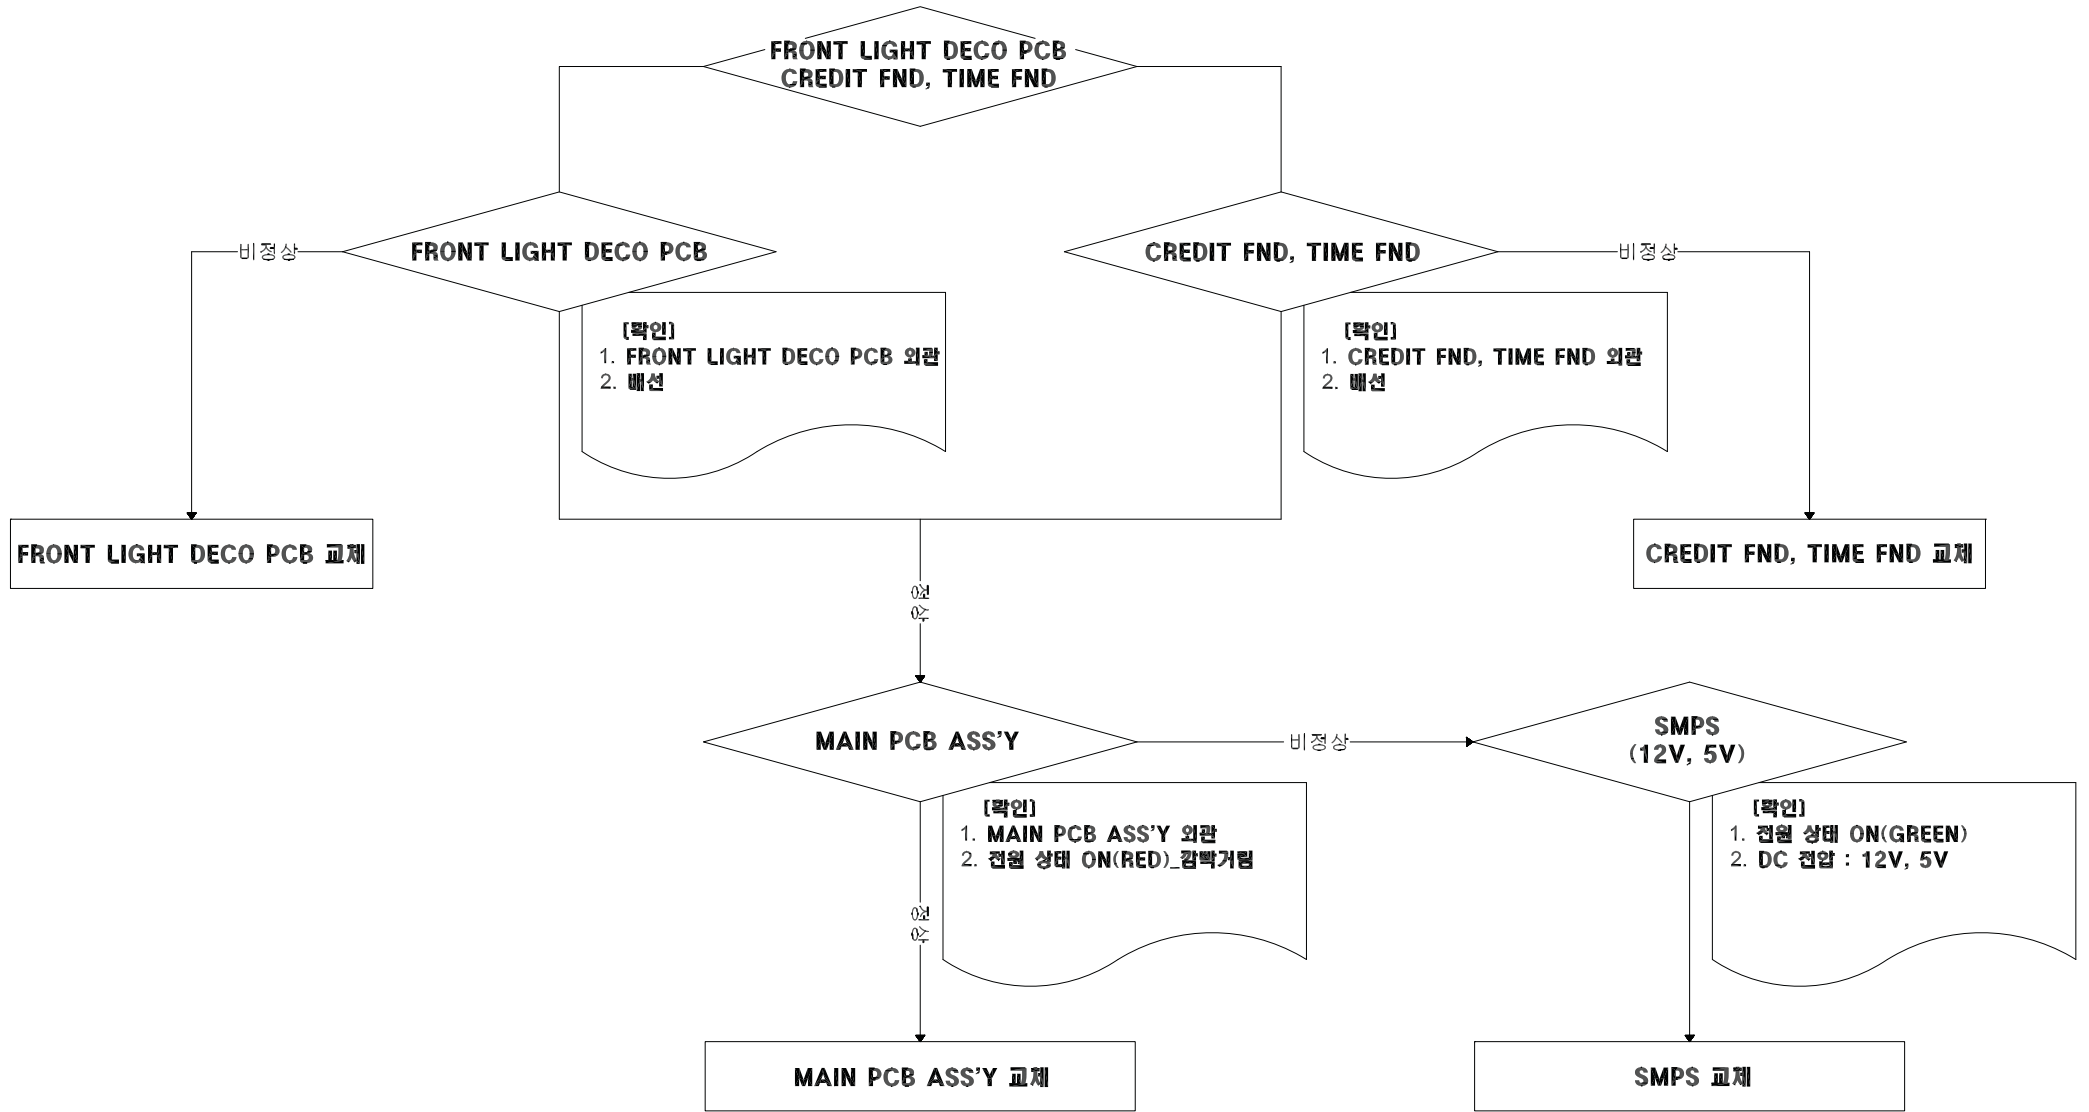 FRONT LIGHT DECO PCB
CREDIT FND, TIME FND
비정상
FRONT LIGHT DECO PCB
CREDIT FND, TIME FND
비정상
[확인]
1. FRONT LIGHT DECO PCB 외관
2. 배선
[확인]
1. CREDIT FND, TIME FND 외관
2. 배선
FRONT LIGHT DECO PCB 교체
CREDIT FND, TIME FND 교체
정상
MAIN PCB ASS'Y
비정상
SMPS
(12V, 5V)
[확인]
1. MAIN PCB ASS'Y 외관
2. 전원 상태 ON(RED)_깜빡거림
[확인]
1. 전원 상태 ON(GREEN)
2. DC 전압 : 12V, 5V
정상
MAIN PCB ASS'Y 교체
SMPS 교체